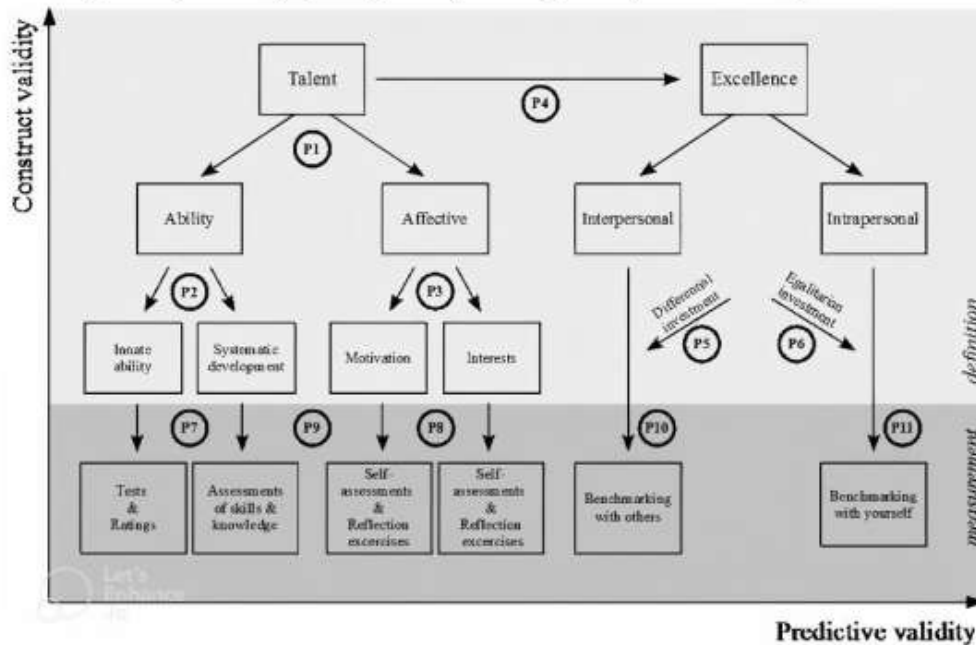 Construct validity
Talent
Excellence
P4
P1
Ability
Affective
Interpersonal
Intrapersonal
P2
P3
Differential
investment
P5
Egalitarian
investment
P6
Innate
ability
Systematic
development
Motivation
Interests
definition
P7
P9
P8
P10
P11
Tests
&
Ratings
Assessments
of skills &
knowledge
Self-
assessments
&
Reflection
excercises
Self-
assessments
&
Reflection
excercises
Benchmarking
with others
Benchmarking
with yourself
measurement
Let's
Enhance
Predictive validity